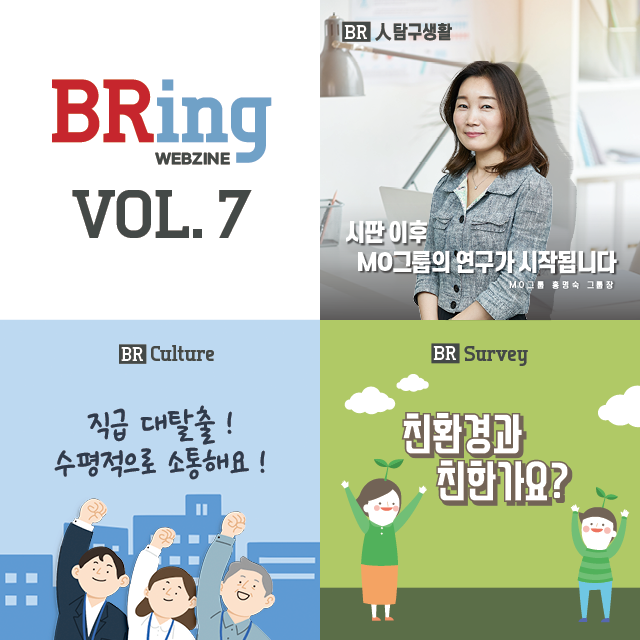 BRing
WEBZINE
VOL. 7
BR 人탐구생활
시판 이후
MO그룹의 연구가 시작됩니다
MO그룹 홍명숙 그룹장
BR Culture
직급 대탈출 !
수평적으로 소통해요 !
BR Survey
친환경과
친한가요?